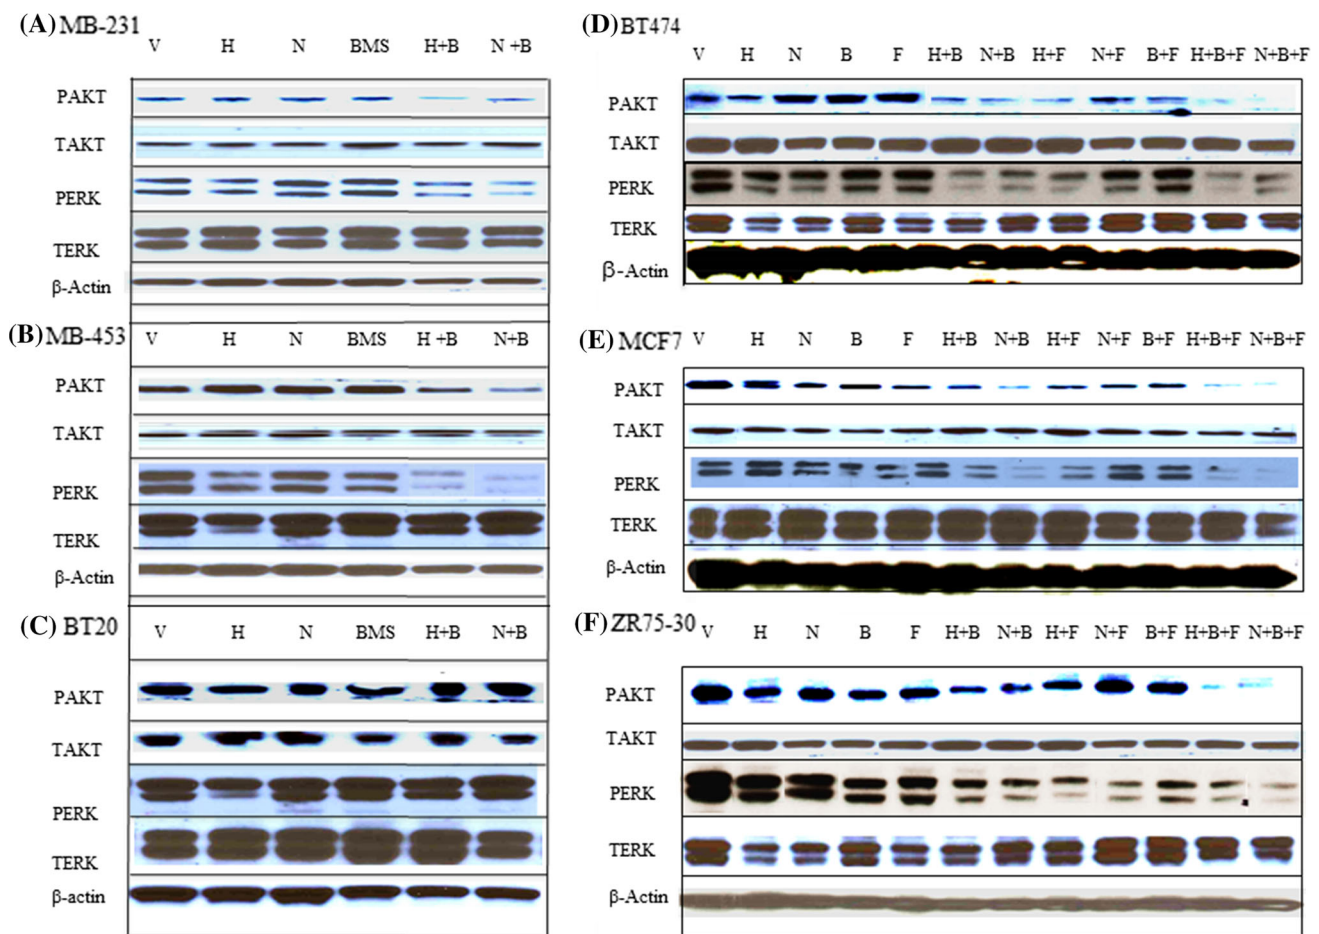 (A) MB-231
V H N BMS H+B N +B
PAKT
TAKT
PERK
TERK
β-Actin
(B) MB-453
V H N BMS H +B N+B
PAKT
TAKT
PERK
TERK
β-Actin
(C) BT20
V H N BMS H+B N+B
PAKT
TAKT
PERK
TERK
β-actin
(D) BT474
V H N B F H+B N+B H+F N+F B+F H+B+F N+B+F
PAKT
TAKT
PERK
TERK
β-Actin
(E) MCF7
V H N B F H+B N+B H+F N+F B+F H+B+F N+B+F
PAKT
TAKT
PERK
TERK
β-Actin
(F) ZR75-30
V H N B F H+B N+B H+F N+F B+F H+B+F N+B+F
PAKT
TAKT
PERK
TERK
β-Actin